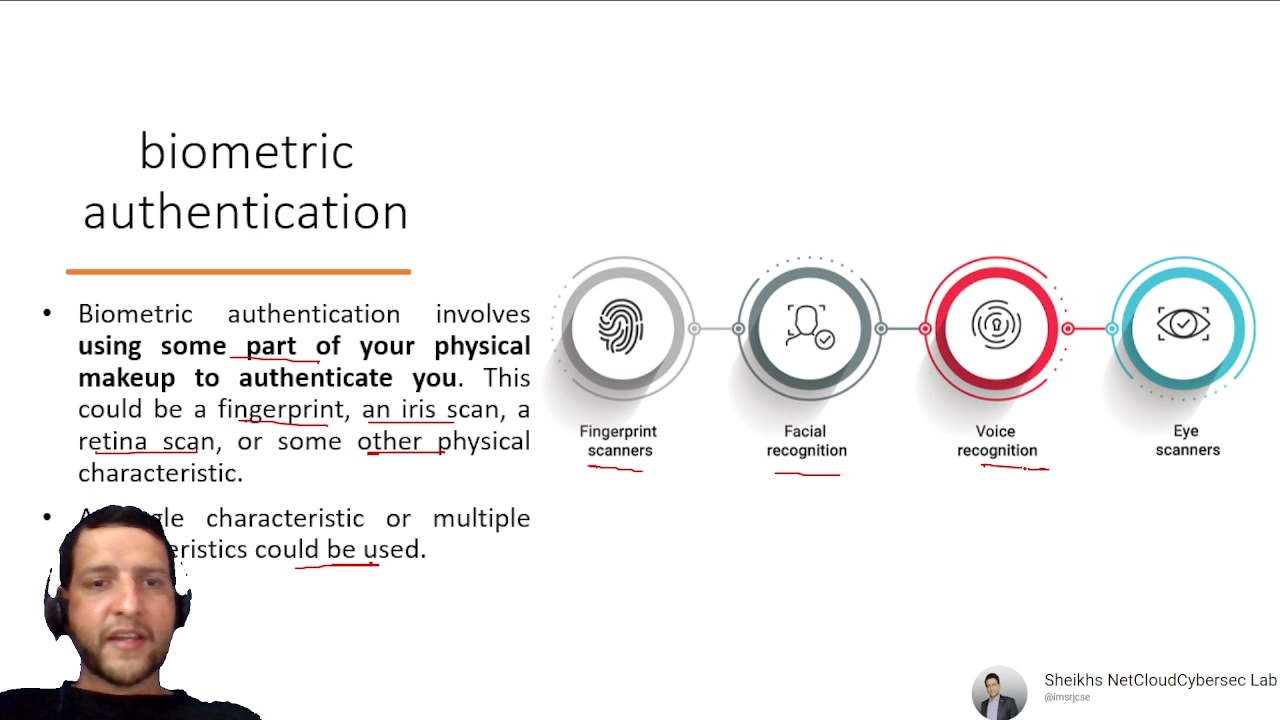 biometric
authentication
• Biometric authentication involves
using some part of your physical
makeup to authenticate you. This
could be a fingerprint, an iris scan, a
retina scan, or some other physical
characteristic.
• characteristic or multiple
could be used.
Fingerprint
scanners
Facial
recognition
Voice
recognition
Eye
scanners
Sheikhs NetCloudCybersec Lab
@imsrjcse